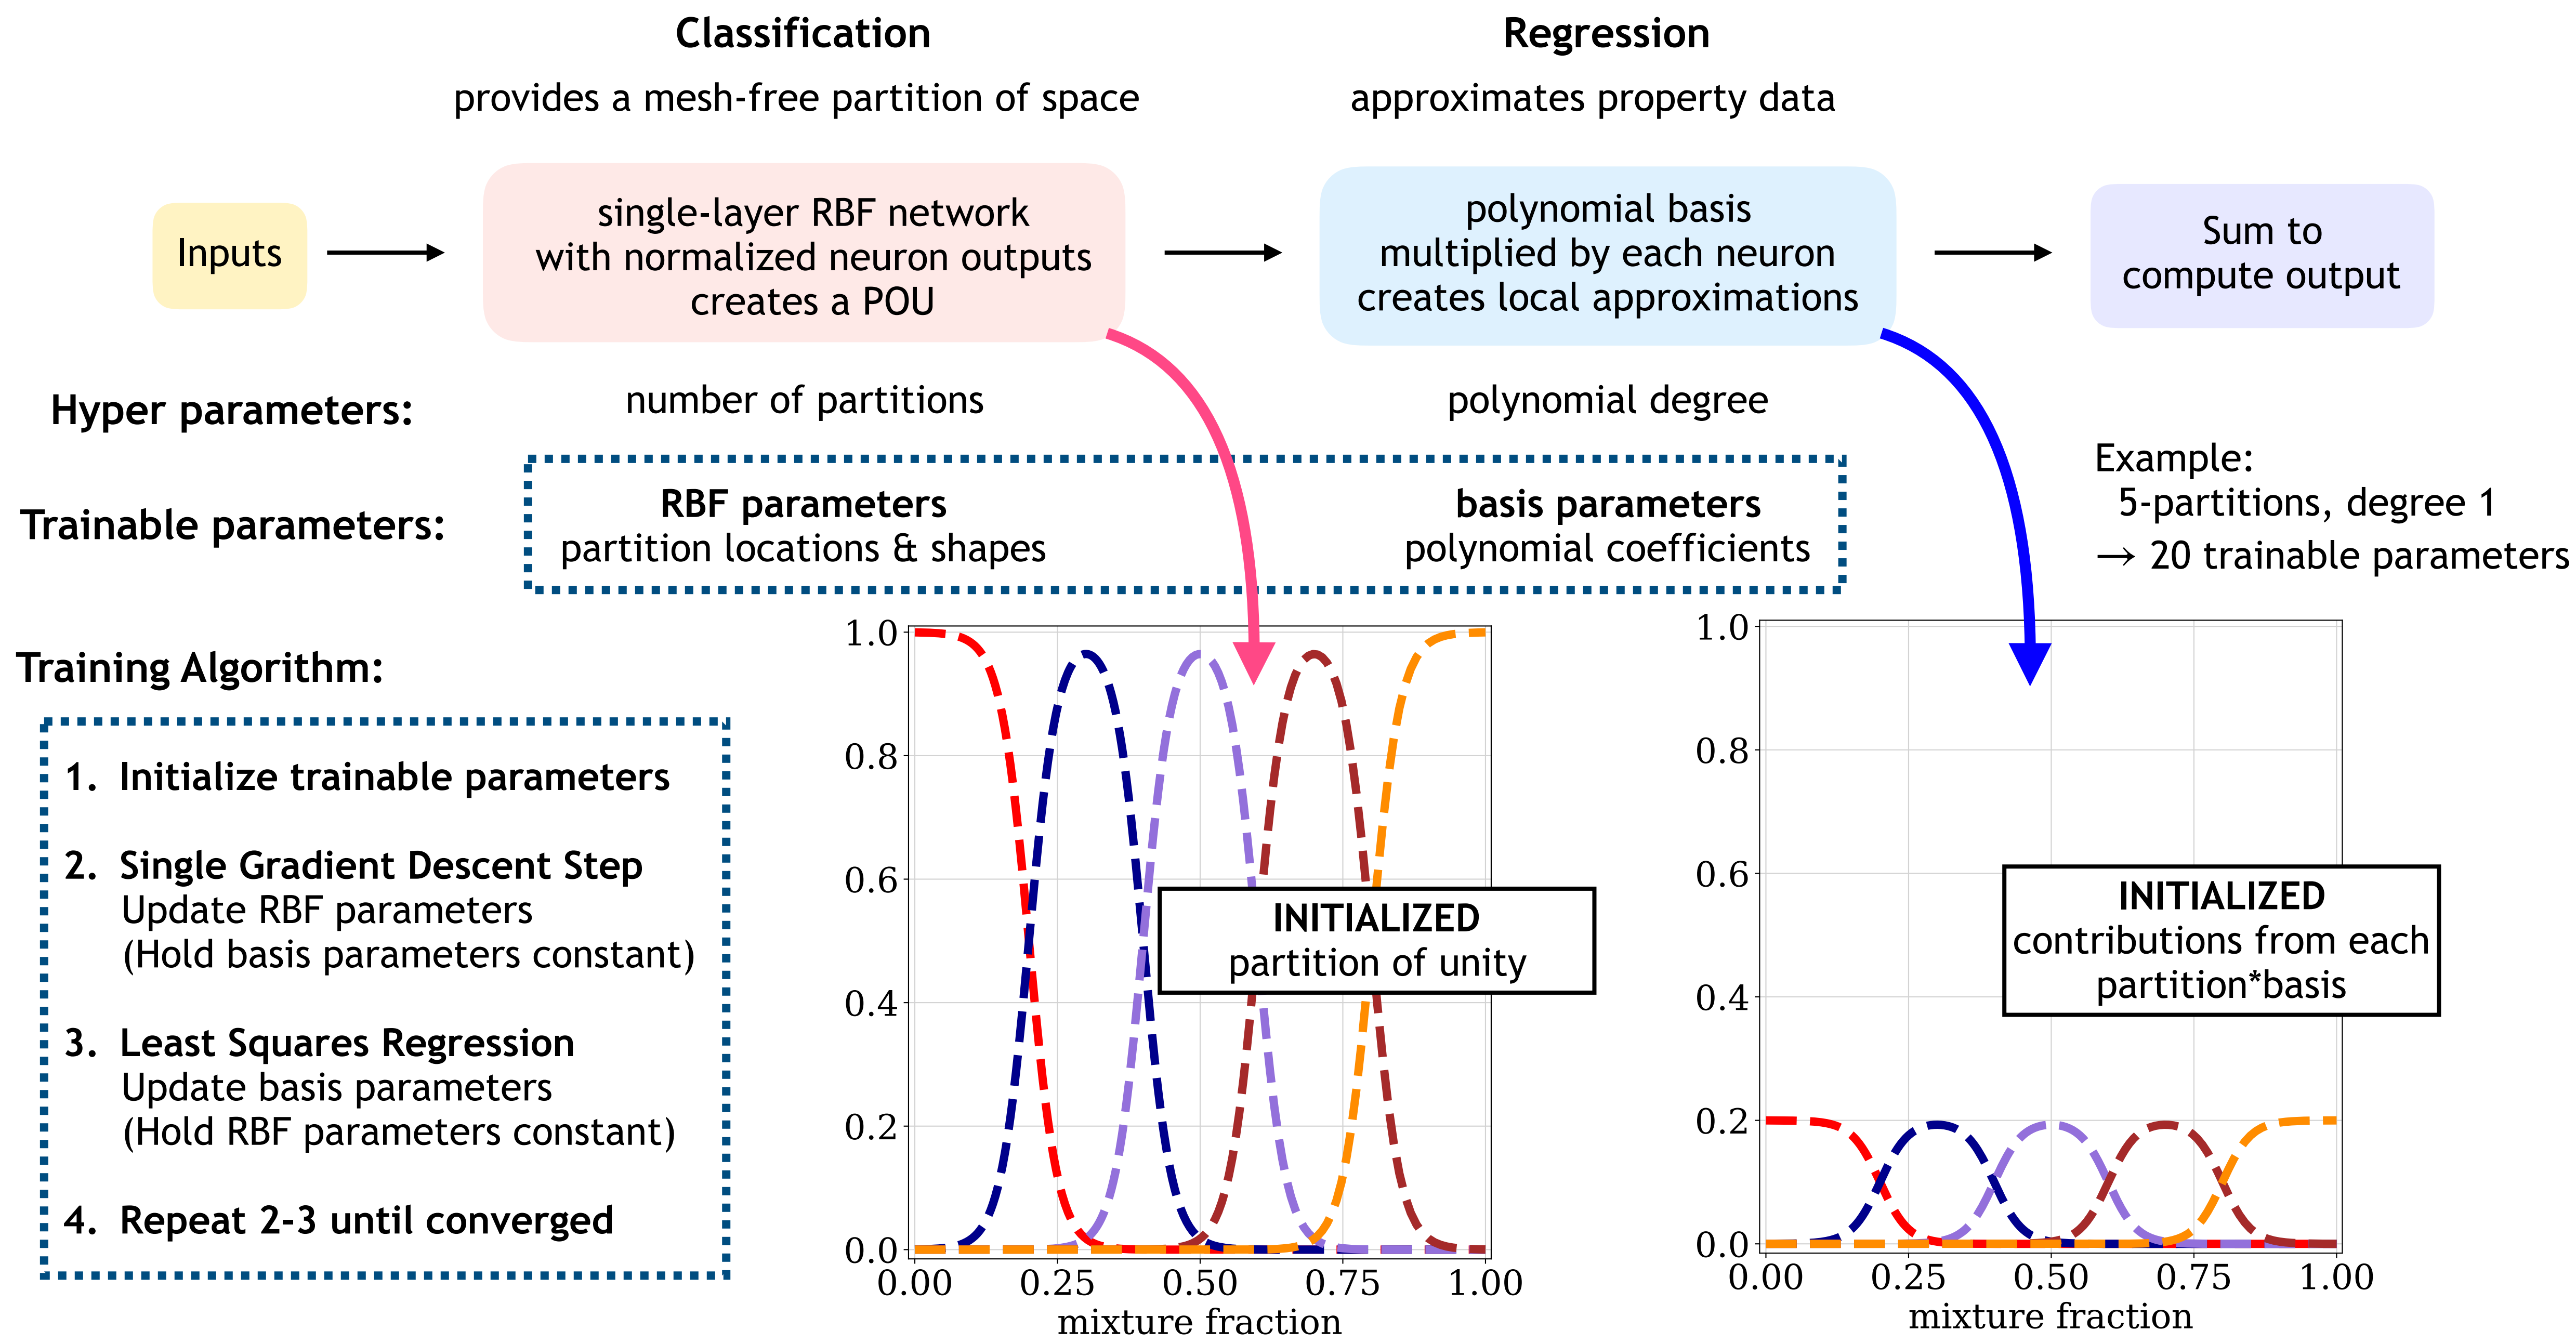 Classification
provides a mesh-free partition of space
Regression
approximates property data
Inputs
single-layer RBF network
with normalized neuron outputs
creates a POU
polynomial basis
multiplied by each neuron
creates local approximations
Sum to
compute output
Hyper parameters:
number of partitions
polynomial degree
Trainable parameters:
RBF parameters
partition locations & shapes
basis parameters
polynomial coefficients
Example:
5-partitions, degree 1
→ 20 trainable parameters
Training Algorithm:
1. Initialize trainable parameters
2. Single Gradient Descent Step
Update RBF parameters
(Hold basis parameters constant)
3. Least Squares Regression
Update basis parameters
(Hold RBF parameters constant)
4. Repeat 2-3 until converged
1.0
0.8
0.6
0.4
0.2
0.0
0.00 0.25 0.50 0.75 1.00
mixture fraction
INITIALIZED
partition of unity
1.0
0.8
0.6
0.4
0.2
0.0
0.00 0.25 0.50 0.75 1.00
mixture fraction
INITIALIZED
contributions from each
partition*basis